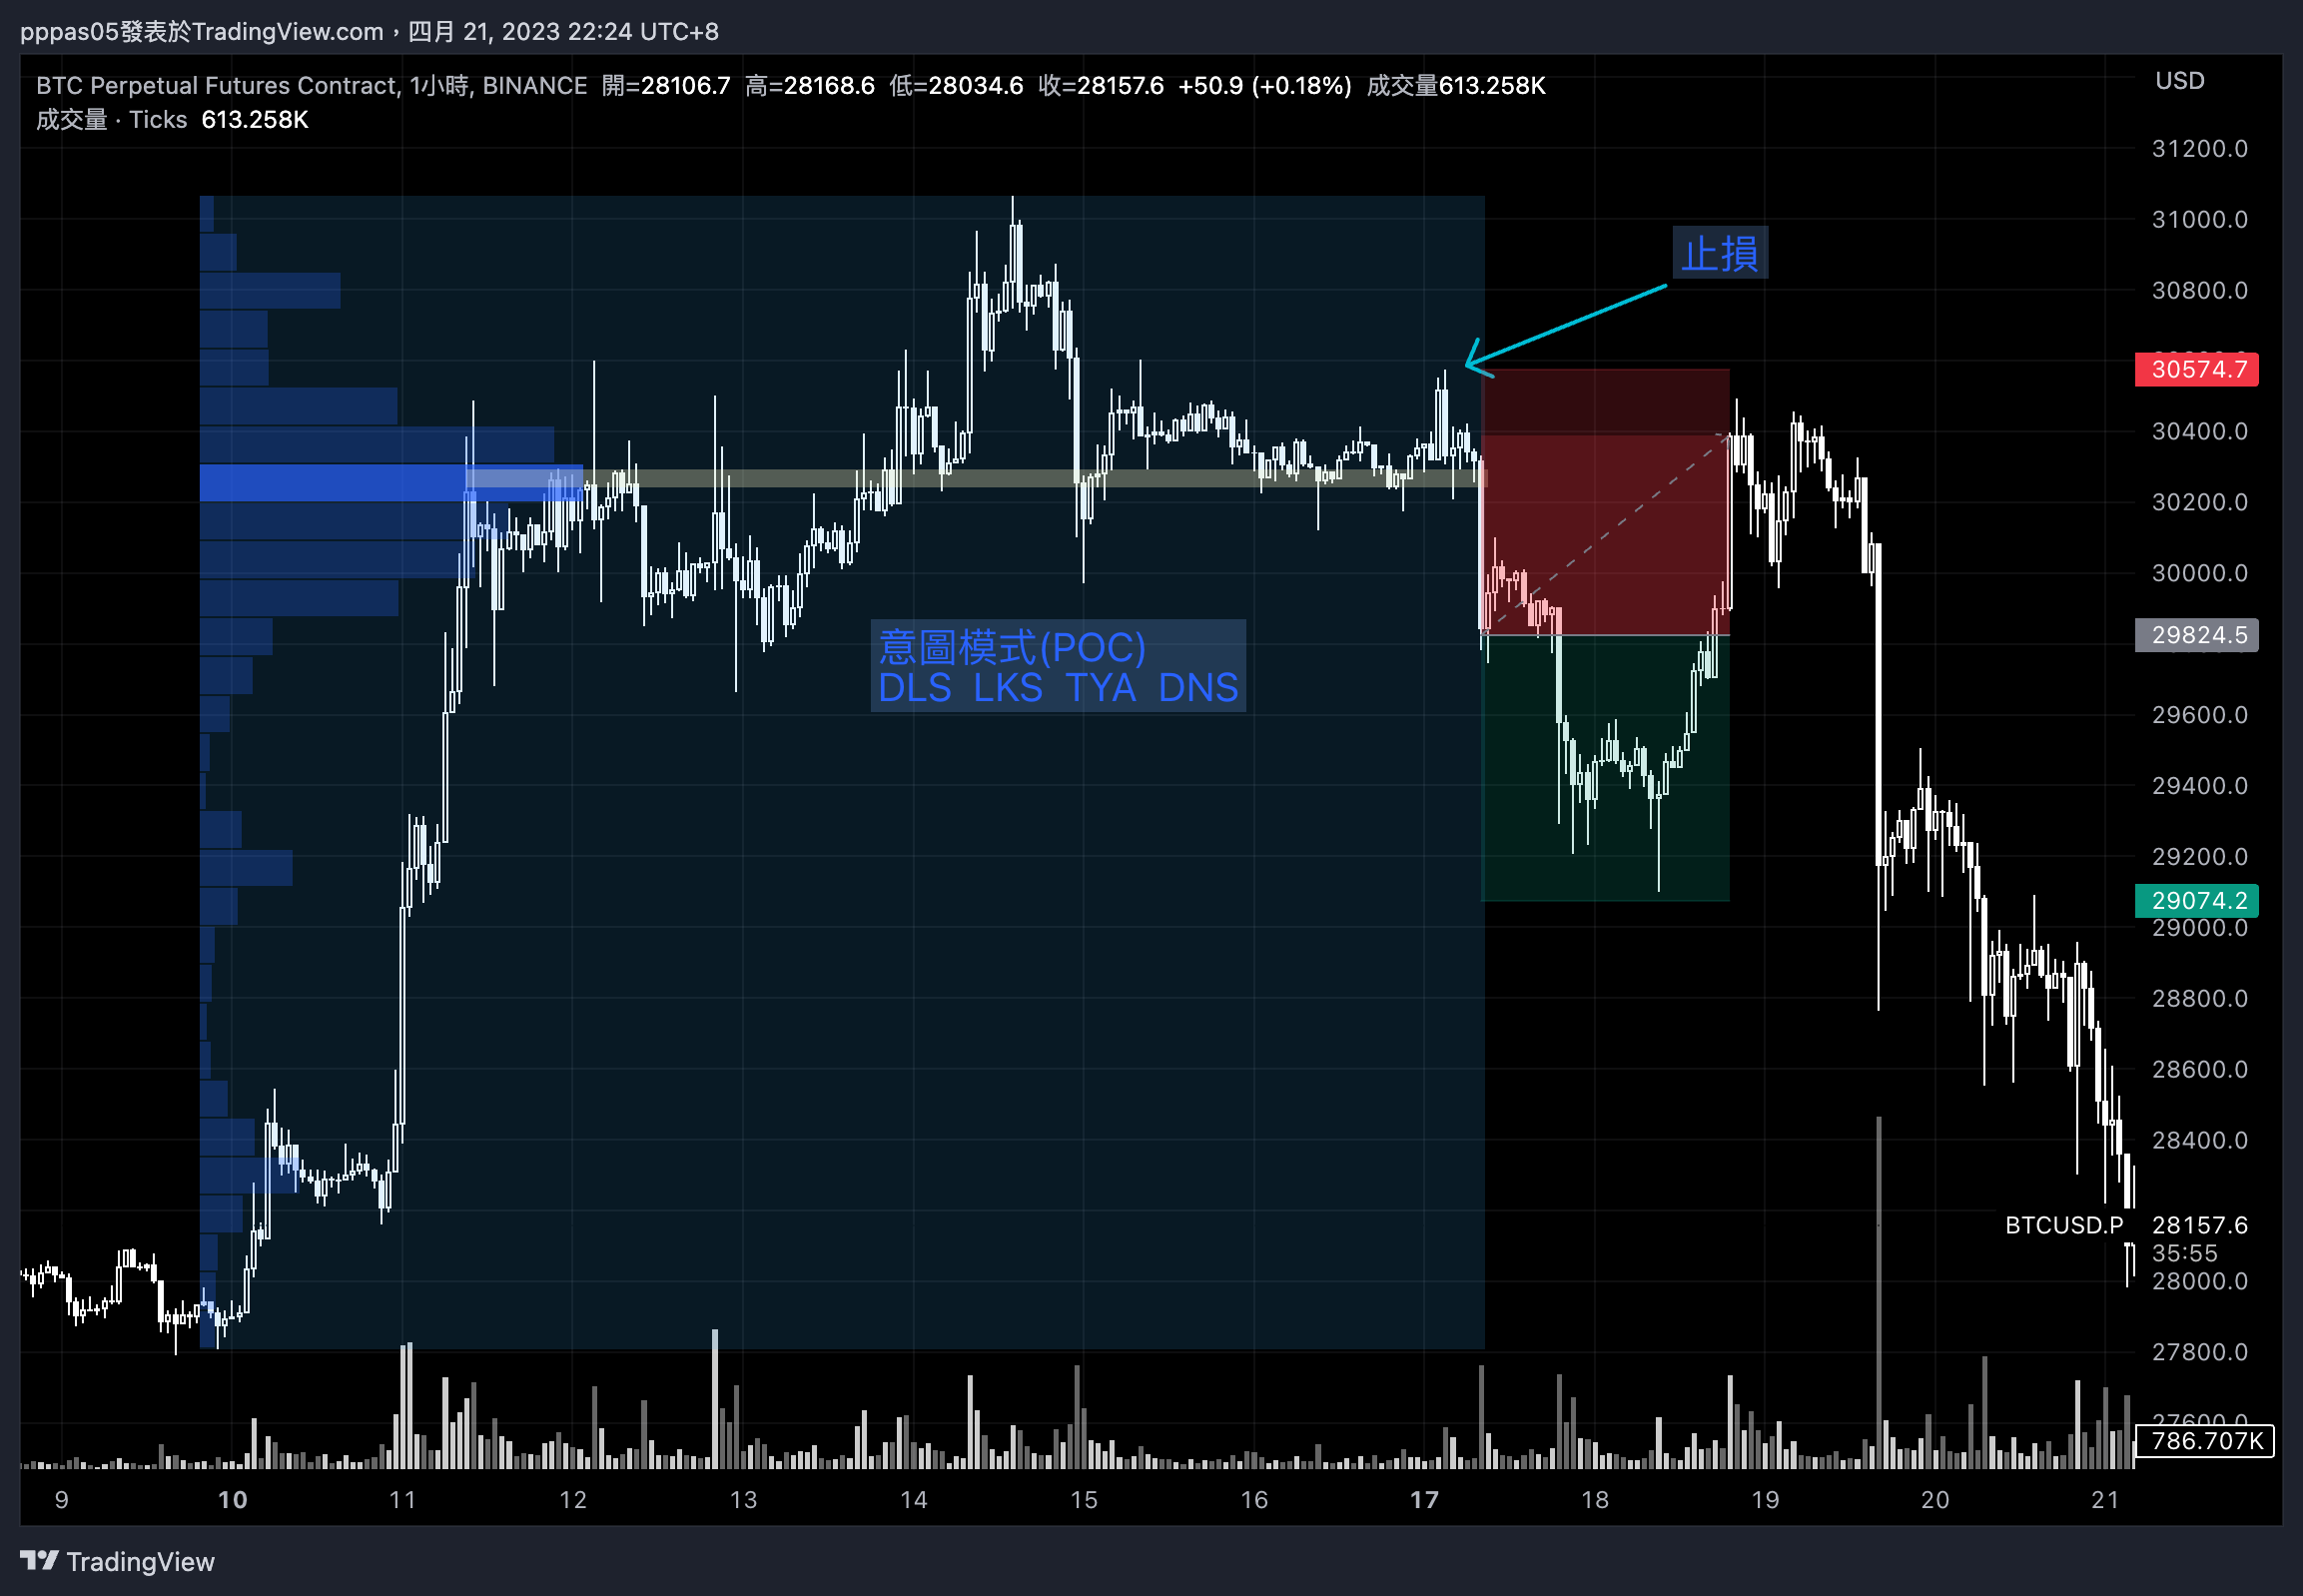 pppas05發表於TradingView.com，四月 21, 2023 22:24 UTC+8
BTC Perpetual Futures Contract, 1小時, BINANCE 開=28106.7 高=28168.6 低=28034.6 收=28157.6 +50.9 (+0.18%) 成交量613.258K
成交量 · Ticks 613.258K
USD
31200.0
31000.0
止損
30800.0
30574.7
30400.0
30200.0
30000.0
意圖模式(POC)
DLS LKS TYA DNS
29824.5
29600.0
29400.0
29200.0
29074.2
29000.0
28800.0
28600.0
28400.0
BTCUSD.P 28157.6
35:55
28000.0
27800.0
27600.0
786.707K
9 10 11 12 13 14 15 16 17 18 19 20 21
TradingView